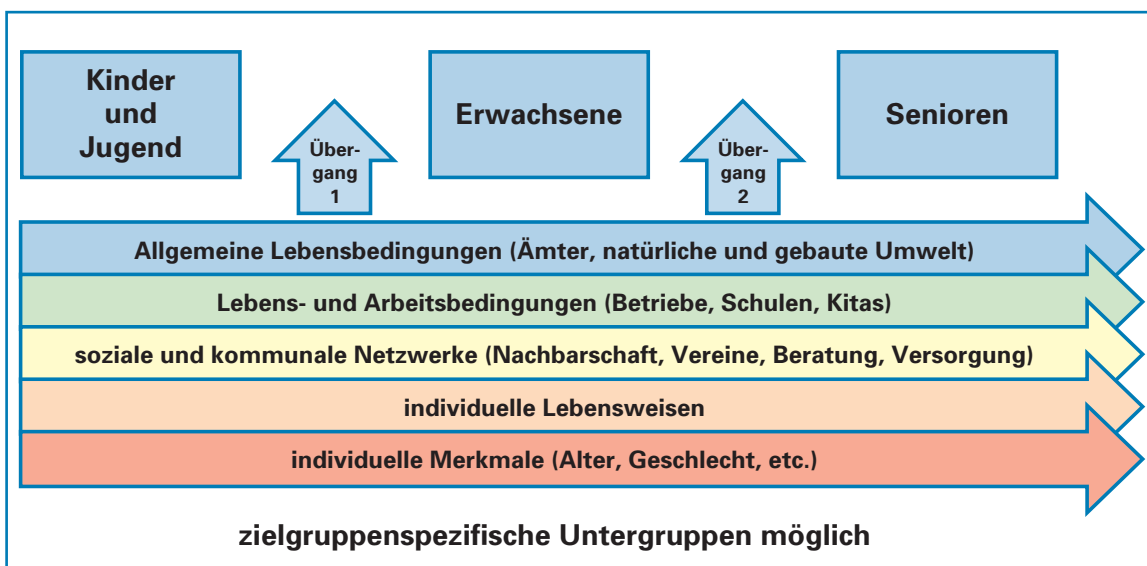 Kinder
und
Jugend
Über-
gang
1
Erwachsene
Über-
gang
2
Senioren
Allgemeine Lebensbedingungen (Ämter, natürliche und gebaute Umwelt)
Lebens- und Arbeitsbedingungen (Betriebe, Schulen, Kitas)
soziale und kommunale Netzwerke (Nachbarschaft, Vereine, Beratung, Versorgung)
individuelle Lebensweisen
individuelle Merkmale (Alter, Geschlecht, etc.)
zielgruppenspezifische Untergruppen möglich